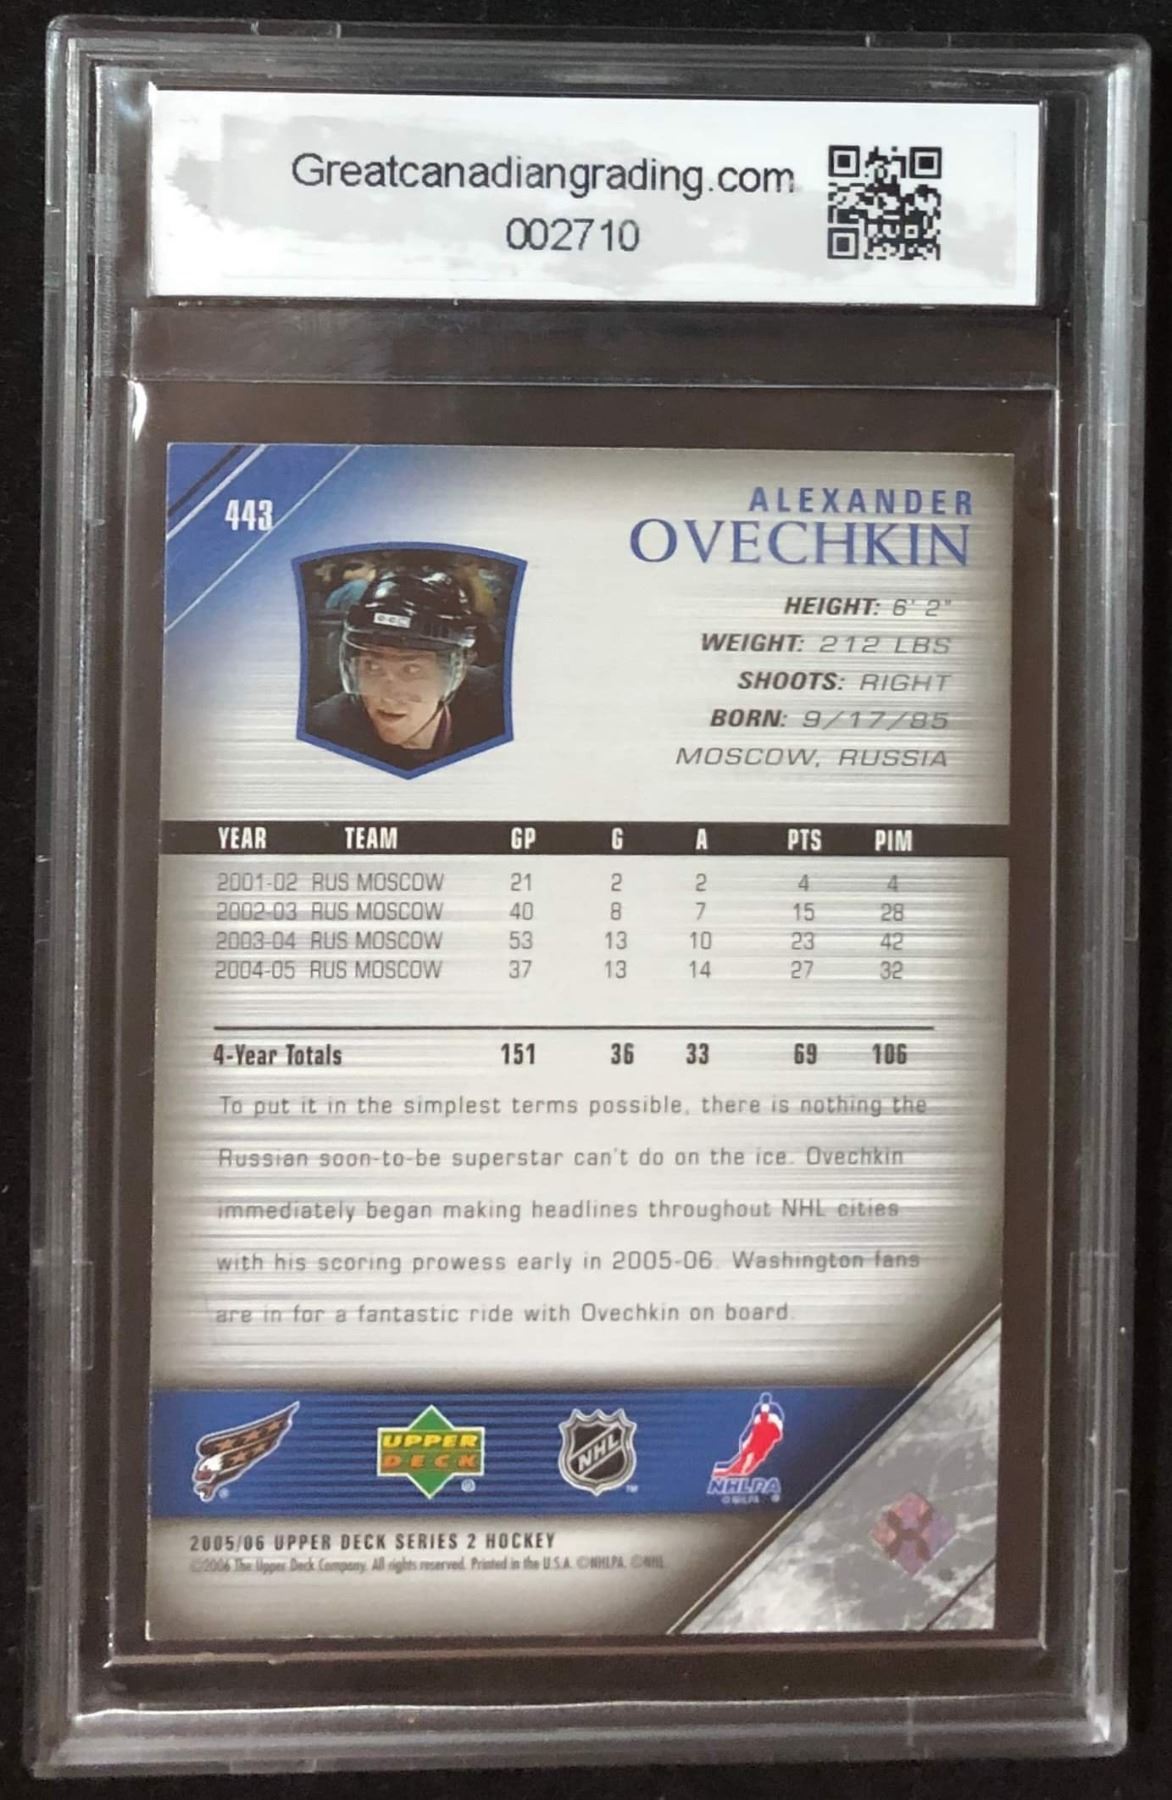 Greatcanadiangrading.com
002710
443
ALEXANDER
OVECHKIN
HEIGHT: 6' 2"
WEIGHT: 212 LBS
SHOOTS: RIGHT
BORN: 9/17/85
MOSCOW, RUSSIA
YEAR TEAM GP G A PTS PIM
2001-02 RUS MOSCOW 21 2 2 4 4
2002-03 RUS MOSCOW 40 8 7 15 28
2003-04 RUS MOSCOW 53 13 10 23 42
2004-05 RUS MOSCOW 37 13 14 27 32
4-Year Totals 151 36 33 69 106
To put it in the simplest terms possible, there is nothing the
Russian soon-to-be superstar can't do on the ice. Ovechkin
immediately began making headlines throughout NHL cities
with his scoring prowess early in 2005-06. Washington fans
are in for a fantastic ride with Ovechkin on board.
UPPER
DECK
®
NHL
™
NHLPA
2005/06 UPPER DECK SERIES 2 HOCKEY
©2006 The Upper Deck Company. All rights reserved. Printed in the U.S.A. ©NHLPA. ©NHL